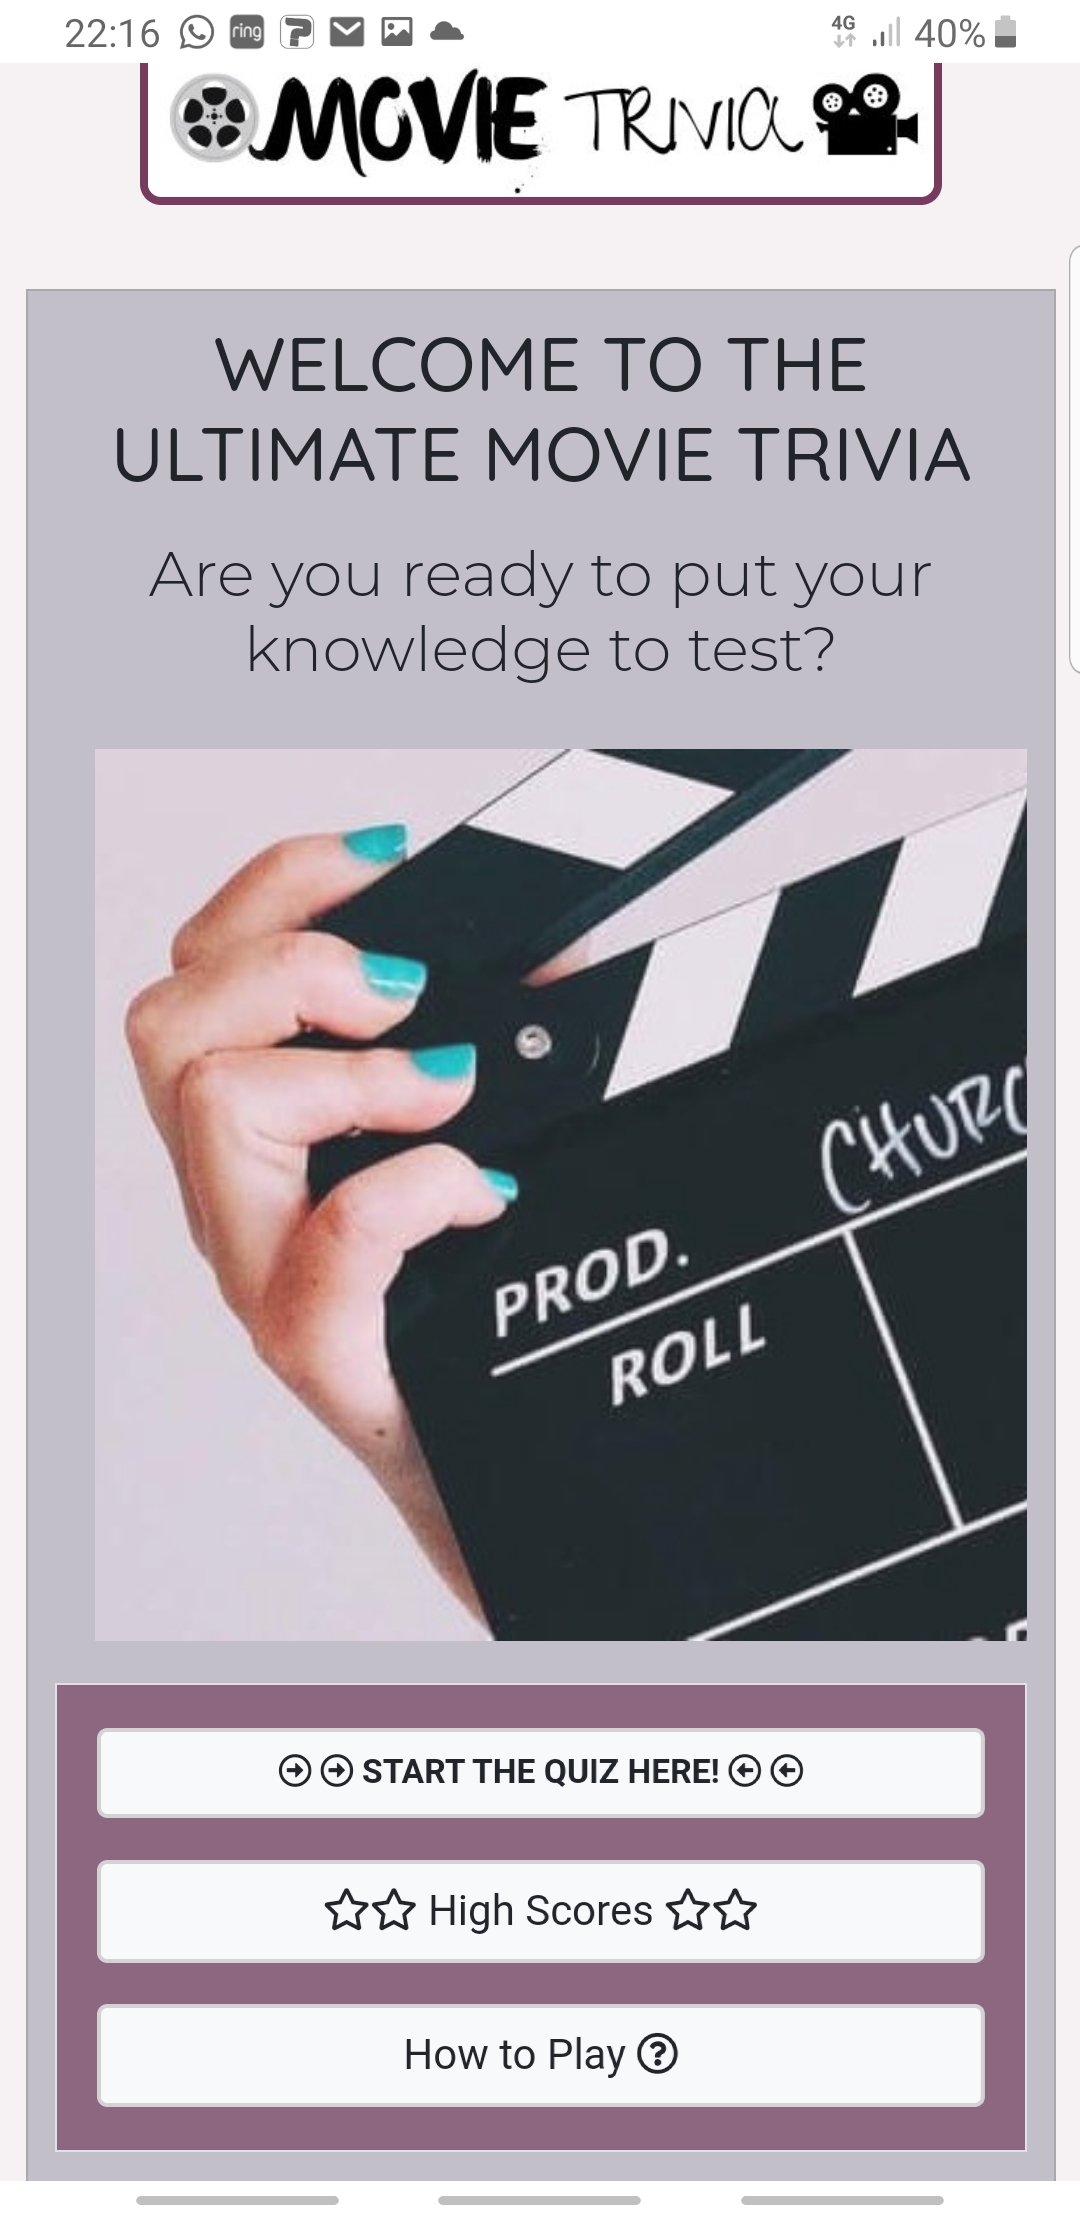 22:16 ring 4G 40%
MOVIE TRIVIA
WELCOME TO THE
ULTIMATE MOVIE TRIVIA
Are you ready to put your
knowledge to test?
PROD.
ROLL
START THE QUIZ HERE!
High Scores
How to Play